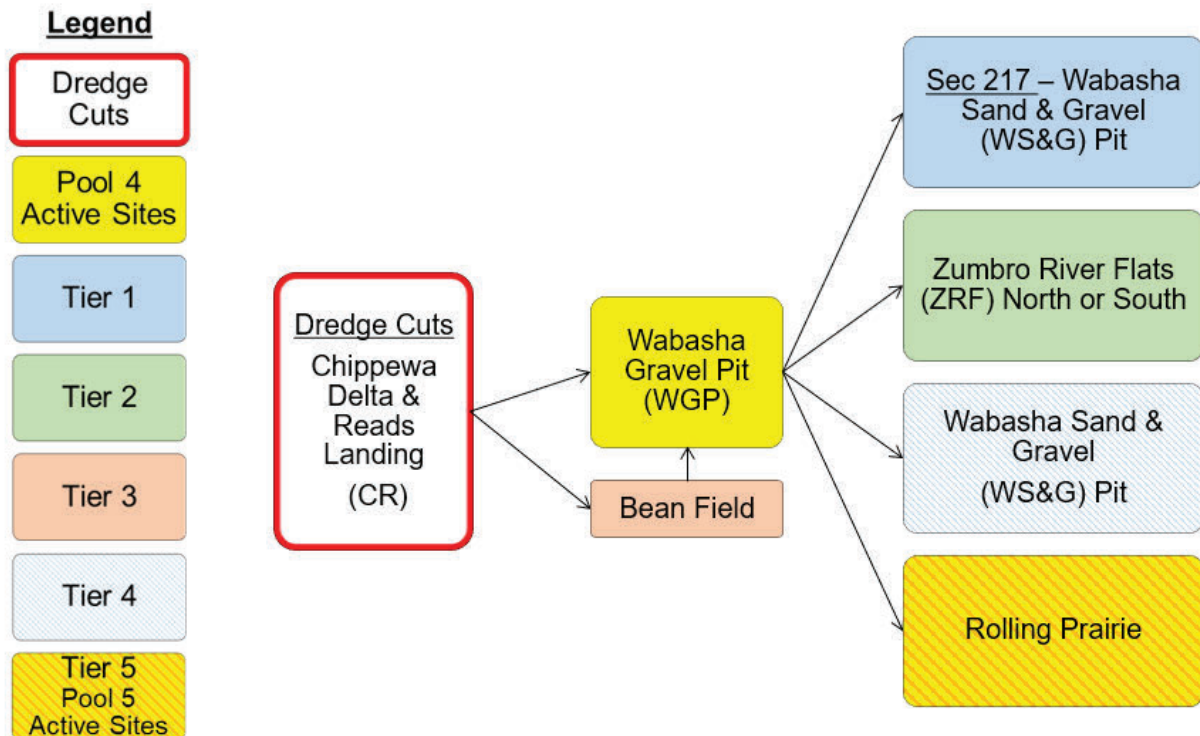 Legend
Dredge
Cuts
Pool 4
Active Sites
Tier 1
Tier 2
Tier 3
Tier 4
Tier 5
Pool 5
Active Sites
Dredge Cuts
Chippewa
Delta &
Reads
Landing
(CR)
Wabasha
Gravel Pit
(WGP)
Bean Field
Sec 217 – Wabasha
Sand & Gravel
(WS&G) Pit
Zumbro River Flats
(ZRF) North or South
Wabasha Sand &
Gravel
(WS&G) Pit
Rolling Prairie